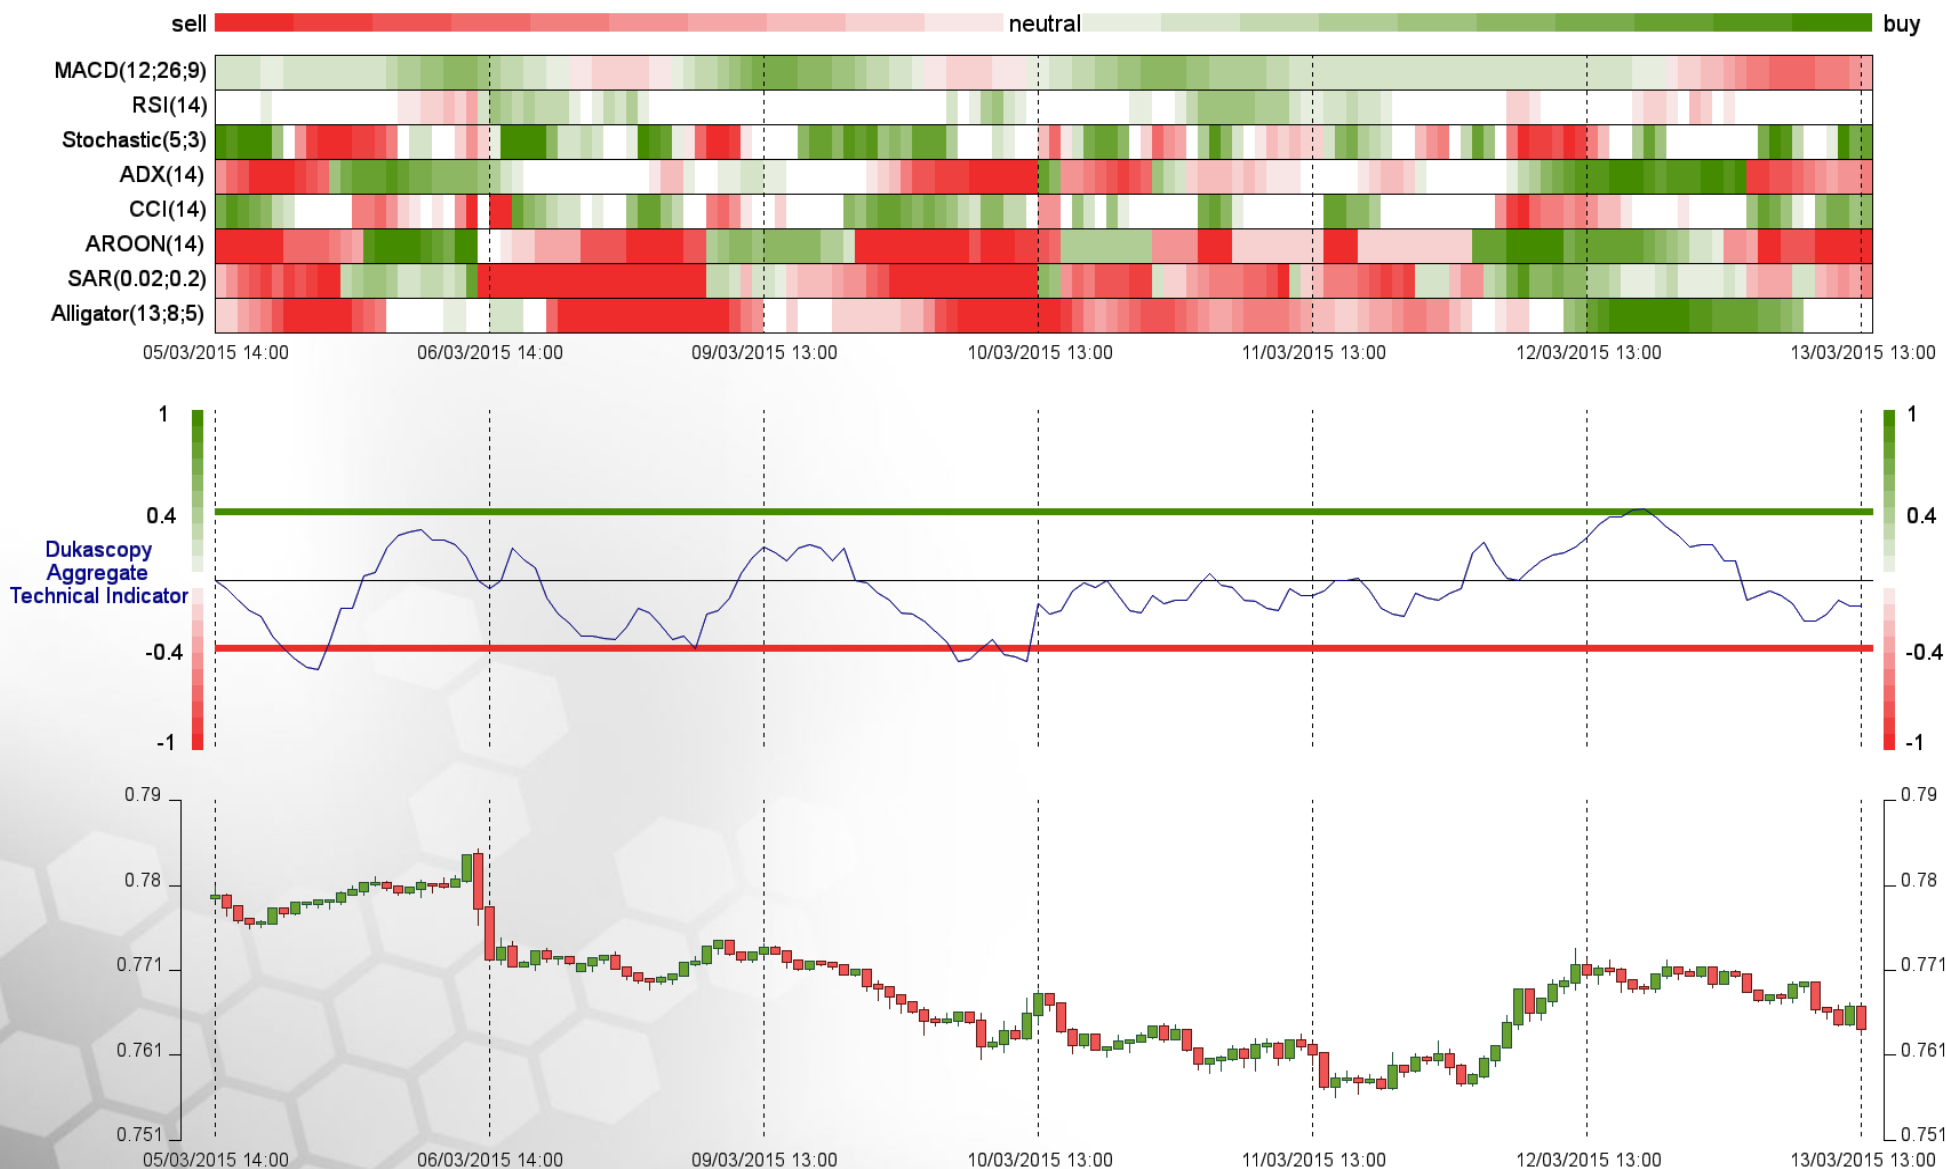 sell neutral buy
MACD(12;26;9)
RSI(14)
Stochastic(5;3)
ADX(14)
CCI(14)
AROON(14)
SAR(0.02;0.2)
Alligator(13;8;5)
05/03/2015 14:00 06/03/2015 14:00 09/03/2015 13:00 10/03/2015 13:00 11/03/2015 13:00 12/03/2015 13:00 13/03/2015 13:00
1 1
0.4 0.4
Dukascopy
Aggregate
Technical Indicator
-0.4 -0.4
-1 -1
0.79 0.79
0.78 0.78
0.771 0.771
0.761 0.761
0.751 0.751
05/03/2015 14:00 06/03/2015 14:00 09/03/2015 13:00 10/03/2015 13:00 11/03/2015 13:00 12/03/2015 13:00 13/03/2015 13:00